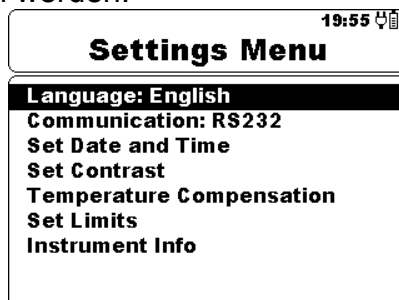 werden.
19:55
Settings Menu
Language: English
Communication: RS232
Set Date and Time
Set Contrast
Temperature Compensation
Set Limits
Instrument Info